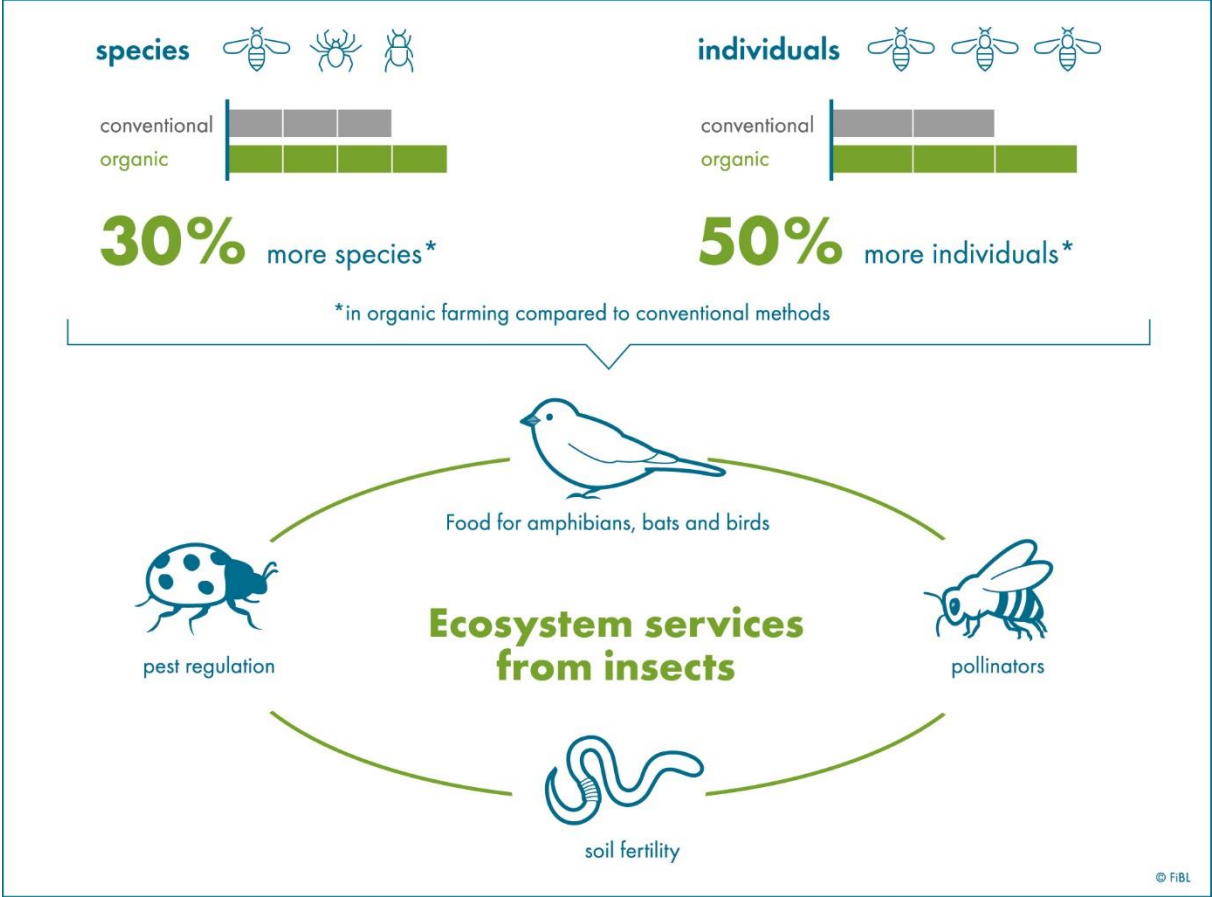 species
individuals
conventional
organic
conventional
organic
30% more species*
50% more individuals*
*in organic farming compared to conventional methods
Food for amphibians, bats and birds
pest regulation
Ecosystem services
from insects
pollinators
soil fertility
© FiBL